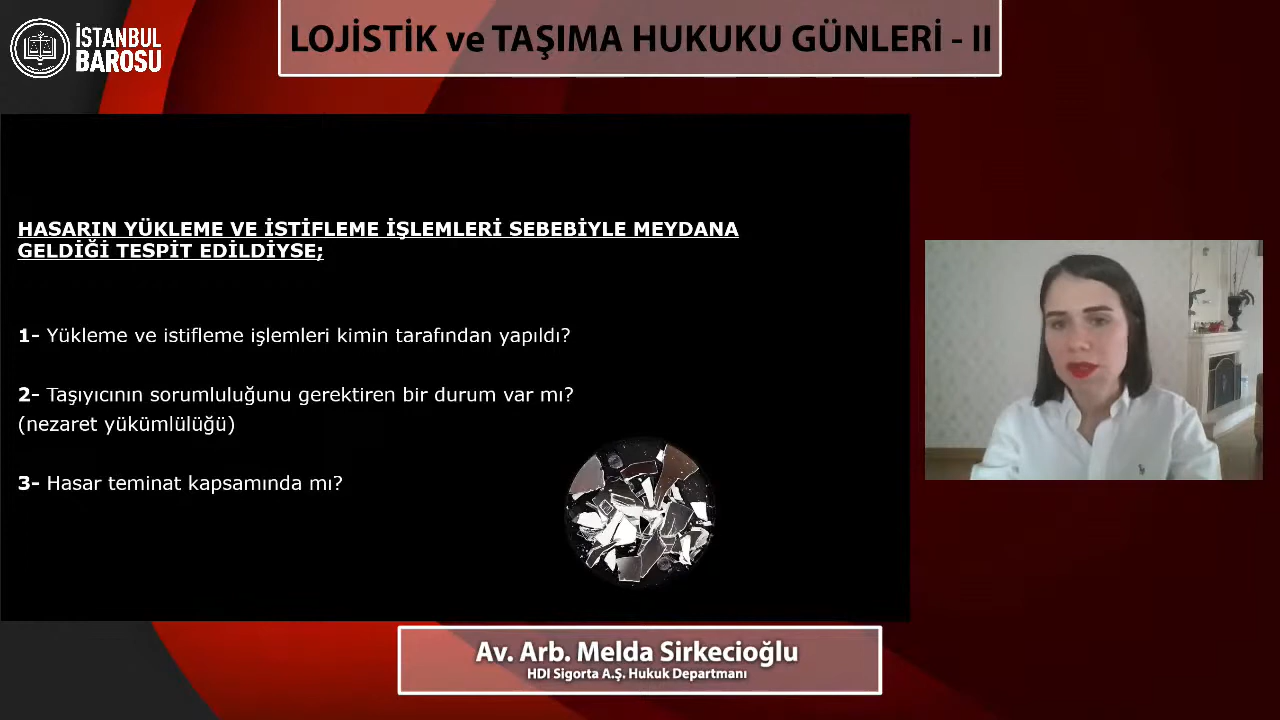 İSTANBUL
BAROSU
LOJİSTİK ve TAŞIMA HUKUKU GÜNLERİ - II
HASARIN YÜKLEME VE İSTİFLEME İŞLEMLERİ SEBEBİYLE MEYDANA
GELDİĞİ TESPİT EDİLDİYSE;
1- Yükleme ve istifleme işlemleri kimin tarafından yapıldı?
2- Taşıyıcının sorumluluğunu gerektiren bir durum var mı?
(nezaret yükümlülüğü)
3- Hasar teminat kapsamında mı?
Av. Arb. Melda Sirkecioğlu
HDI Sigorta A.Ş. Hukuk Departmanı